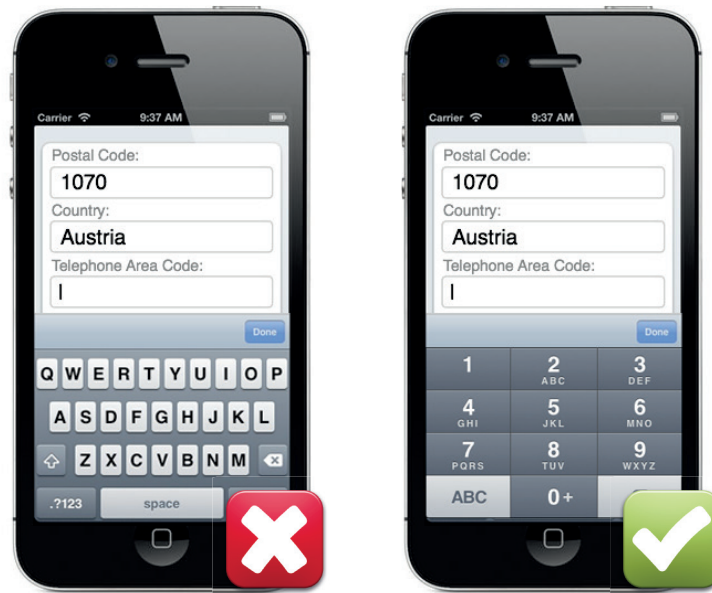 Carrier 9:37 AM
Postal Code:
1070
Country:
Austria
Telephone Area Code:
Done
Q W E R T Y U I O P
A S D F G H J K L
Z X C V B N M
.?123 space
Carrier 9:37 AM
Postal Code:
1070
Country:
Austria
Telephone Area Code:
Done
1 2 3
ABC DEF
4 5 6
GHI JKL MNO
7 8 9
PQRS TUV WXYZ
ABC 0+